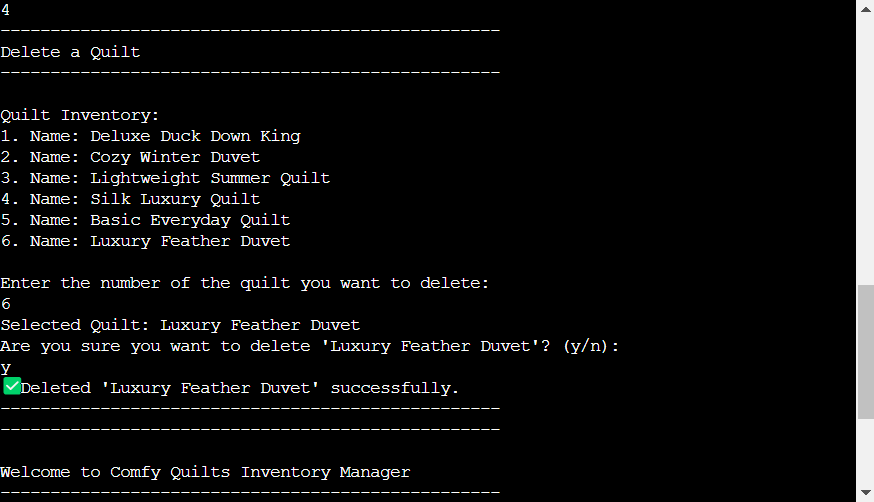 4
--------------------------------------------------
Delete a Quilt
--------------------------------------------------
Quilt Inventory:
1. Name: Deluxe Duck Down King
2. Name: Cozy Winter Duvet
3. Name: Lightweight Summer Quilt
4. Name: Silk Luxury Quilt
5. Name: Basic Everyday Quilt
6. Name: Luxury Feather Duvet
Enter the number of the quilt you want to delete:
6
Selected Quilt: Luxury Feather Duvet
Are you sure you want to delete 'Luxury Feather Duvet'? (y/n):
y
✅Deleted 'Luxury Feather Duvet' successfully.
--------------------------------------------------
--------------------------------------------------
Welcome to Comfy Quilts Inventory Manager
--------------------------------------------------